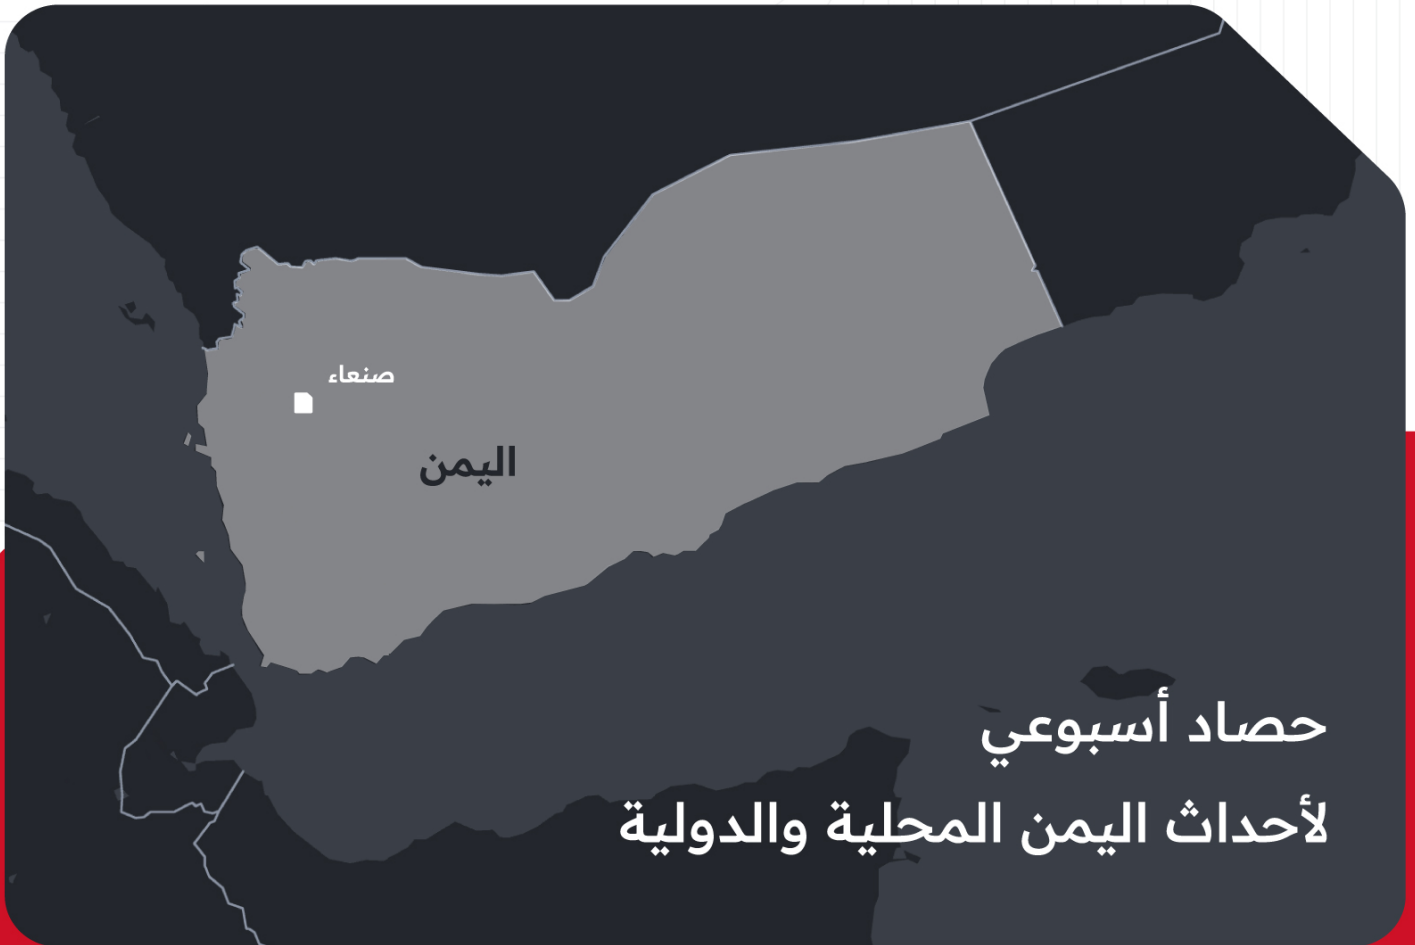 صنعاء
اليمن
حصاد أسبوعي
لأحداث اليمن المحلية والدولية